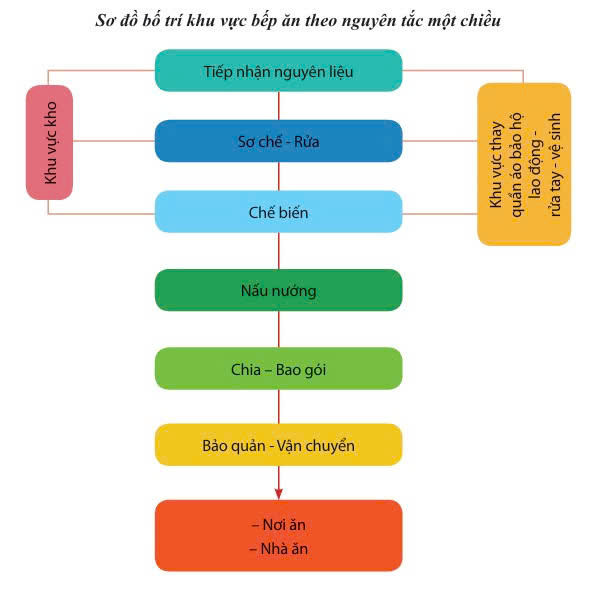 Sơ đồ bố trí khu vực bếp ăn theo nguyên tắc một chiều
Tiếp nhận nguyên liệu
Khu vực kho
Khu vực thay
quần áo bảo hộ
lao động -
rửa tay - vệ sinh
Sơ chế - Rửa
Chế biến
Nấu nướng
Chia – Bao gói
Bảo quản - Vận chuyển
– Nơi ăn
– Nhà ăn